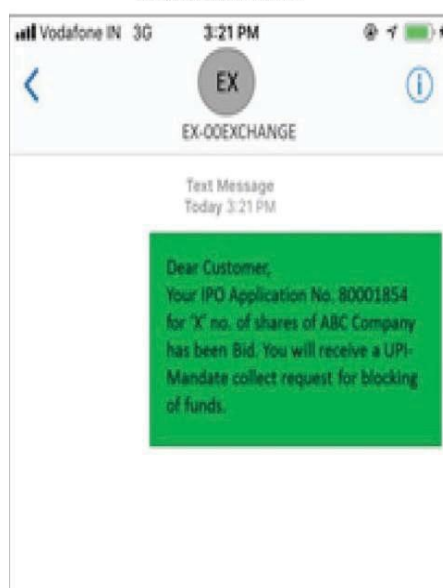 Vodafone IN 3G 3:21 PM
EX
EX-00EXCHANGE
Text Message
Today 3:21 PM
Dear Customer,
Your IPO Application No. 80001854
for 'X' no. of shares of ABC Company
has been Bid. You will receive a UPI-
Mandate collect request for blocking
of funds.